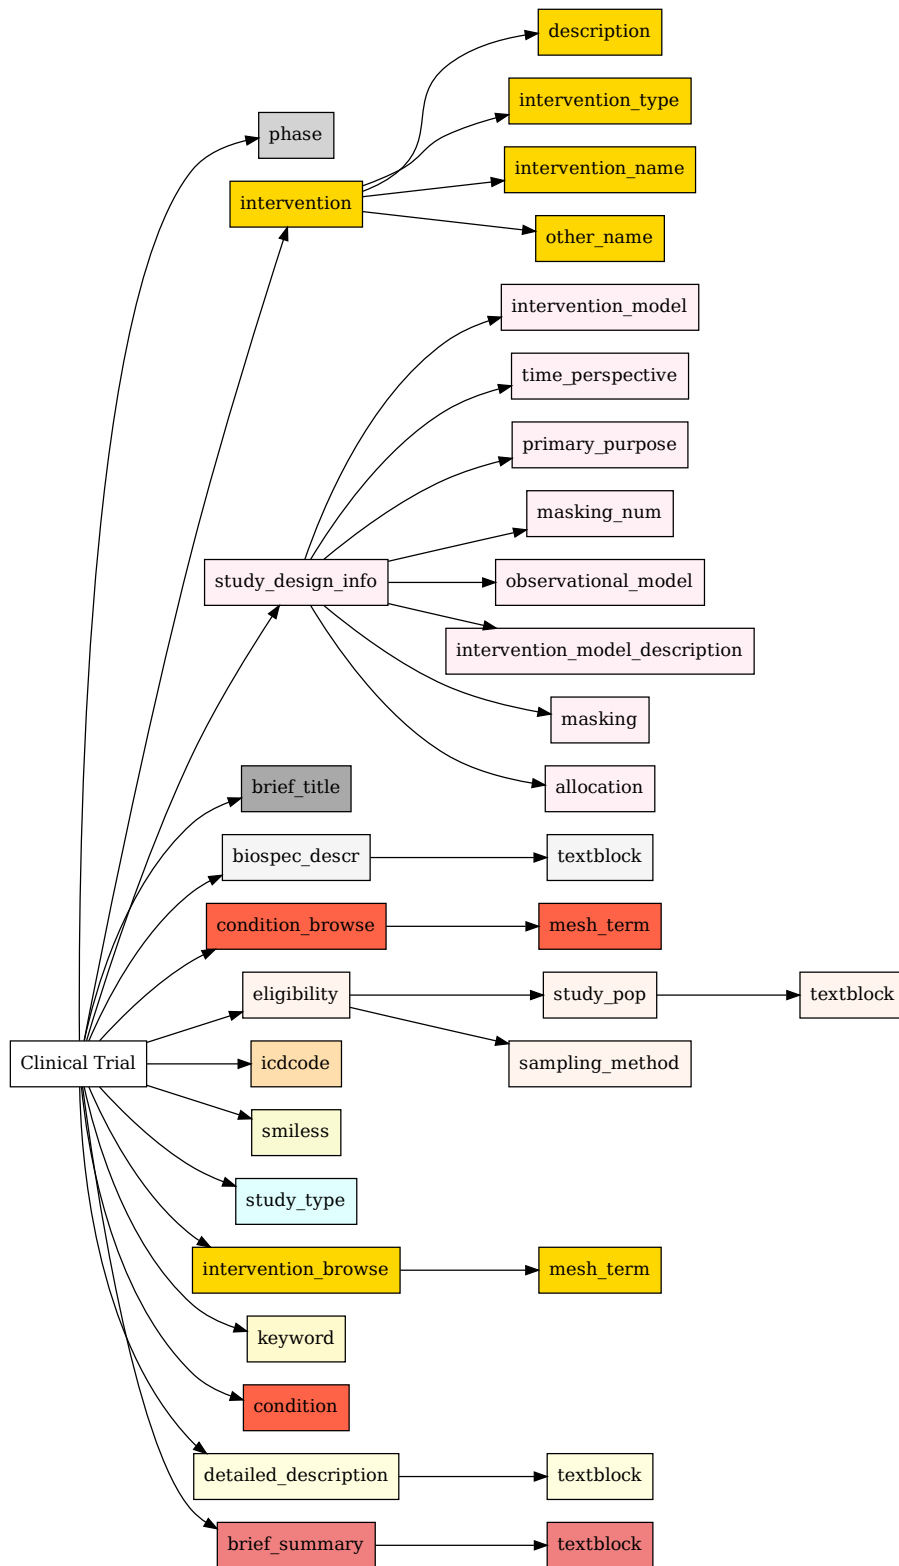 description
intervention_type
phase
intervention_name
intervention
other_name
intervention_model
time_perspective
primary_purpose
masking_num
study_design_info
observational_model
intervention_model_description
masking
brief_title
allocation
biospec_descr
textblock
condition_browse
mesh_term
eligibility
study_pop
textblock
Clinical Trial
icdcode
sampling_method
smiless
study_type
intervention_browse
mesh_term
keyword
condition
detailed_description
textblock
brief_summary
textblock